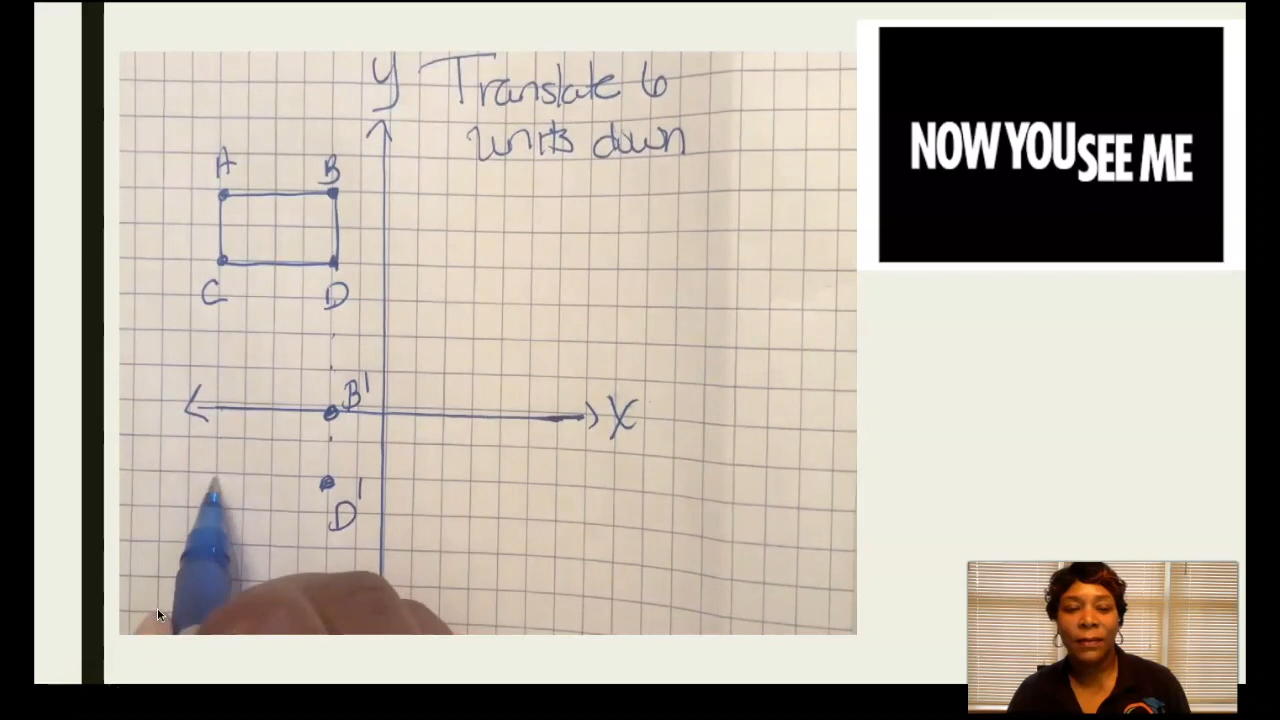 y Translate 6
units down
NOW YOU SEE ME
A B
C D
B'
X
D'